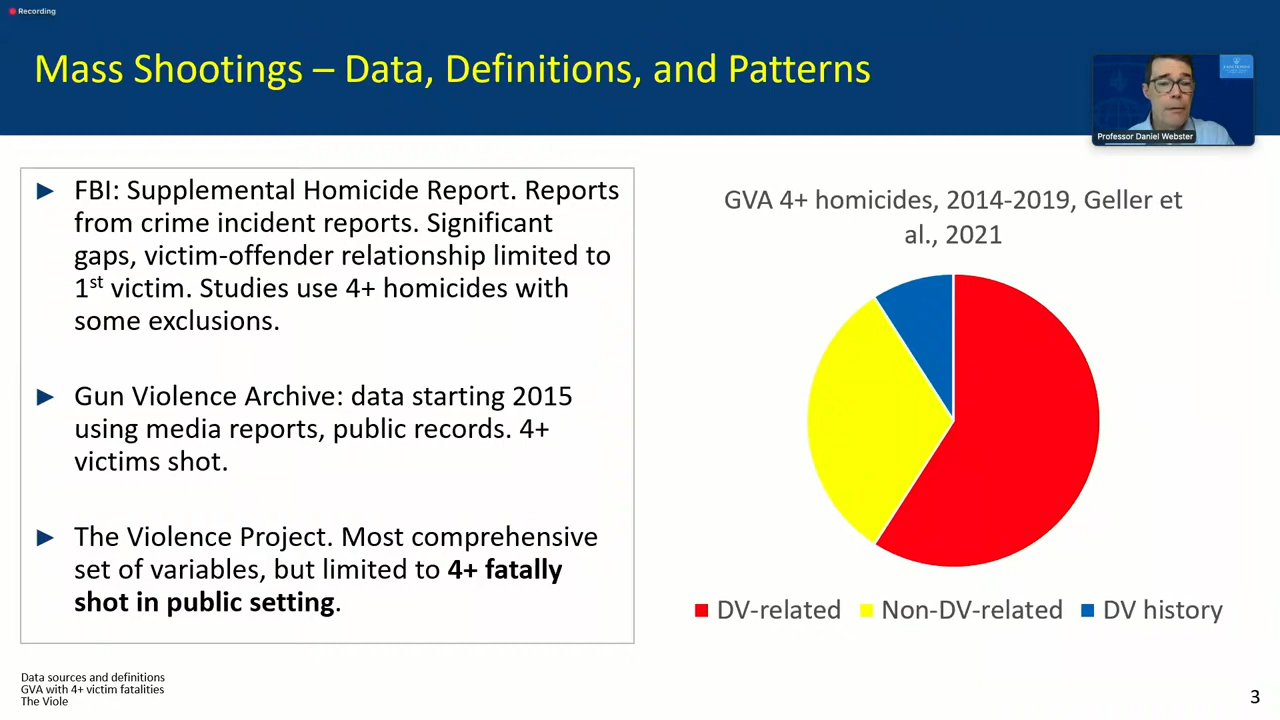 Recording
Mass Shootings – Data, Definitions, and Patterns
Professor Daniel Webster
► FBI: Supplemental Homicide Report. Reports
from crime incident reports. Significant
gaps, victim-offender relationship limited to
1st victim. Studies use 4+ homicides with
some exclusions.
► Gun Violence Archive: data starting 2015
using media reports, public records. 4+
victims shot.
► The Violence Project. Most comprehensive
set of variables, but limited to 4+ fatally
shot in public setting.
GVA 4+ homicides, 2014-2019, Geller et
al., 2021
DV-related Non-DV-related DV history
Data sources and definitions
GVA with 4+ victim fatalities
The Viole
3